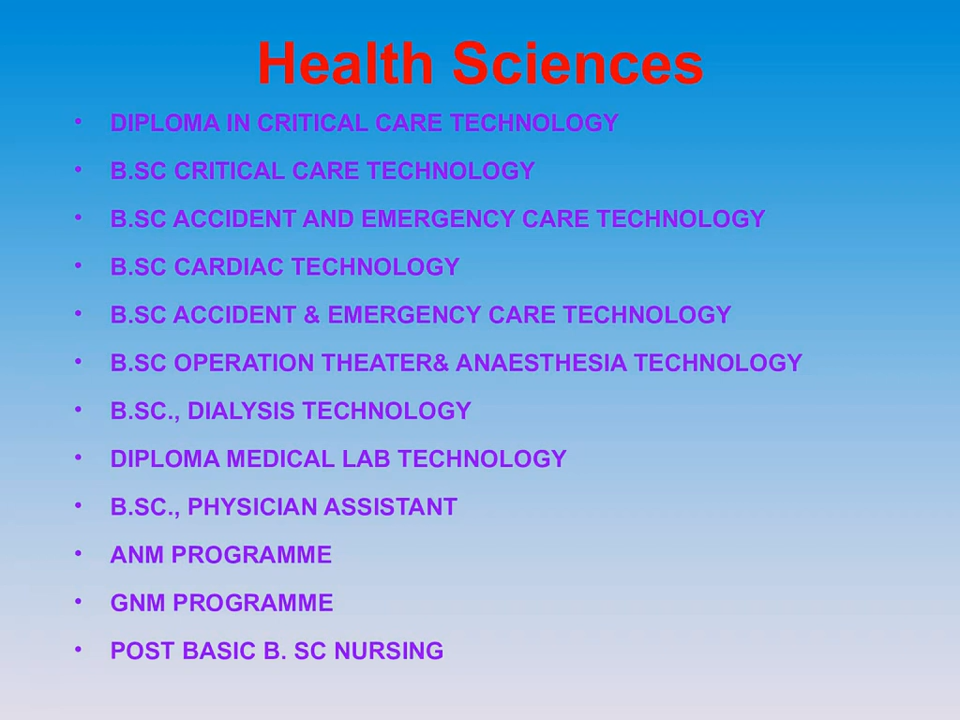 Health Sciences
• DIPLOMA IN CRITICAL CARE TECHNOLOGY
• B.SC CRITICAL CARE TECHNOLOGY
• B.SC ACCIDENT AND EMERGENCY CARE TECHNOLOGY
• B.SC CARDIAC TECHNOLOGY
• B.SC ACCIDENT & EMERGENCY CARE TECHNOLOGY
• B.SC OPERATION THEATER& ANAESTHESIA TECHNOLOGY
• B.SC., DIALYSIS TECHNOLOGY
• DIPLOMA MEDICAL LAB TECHNOLOGY
• B.SC., PHYSICIAN ASSISTANT
• ANM PROGRAMME
• GNM PROGRAMME
• POST BASIC B. SC NURSING